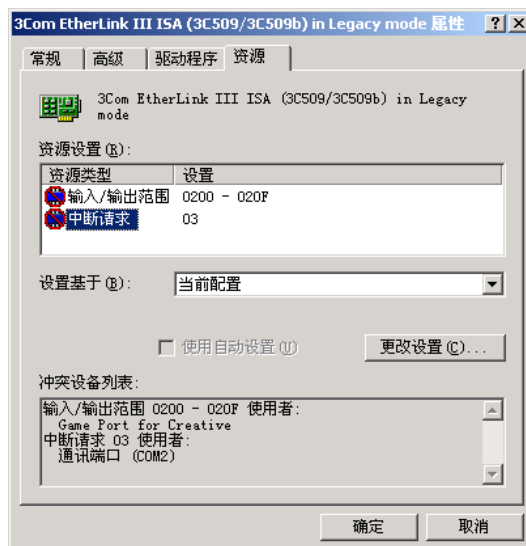 3Com EtherLink III ISA (3C509/3C509b) in Legacy mode 属性
常规 高级 驱动程序 资源
3Com EtherLink III ISA (3C509/3C509b) in Legacy
mode
资源设置(R):
资源类型 设置
输入/输出范围 0200 - 020F
中断请求 03
设置基于(B): 当前配置
使用自动设置(U) 更改设置(C)...
冲突设备列表:
输入/输出范围 0200 - 020F 使用者:
Game Port for Creative
中断请求 03 使用者:
通讯端口 (COM2)
确定 取消